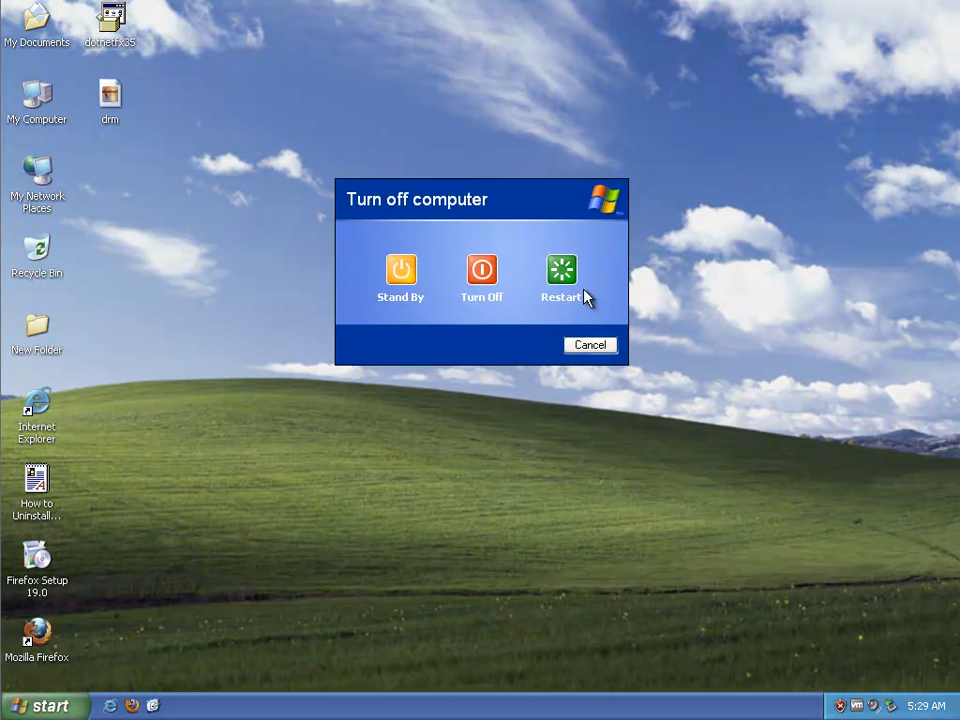 My Documents
dotnetfx35
My Computer
drm
My Network
Places
Recycle Bin
New Folder
Internet
Explorer
How to
Uninstall...
Firefox Setup
19.0
Mozilla Firefox
Turn off computer
Stand By
Turn Off
Restart
Cancel
start
5:29 AM